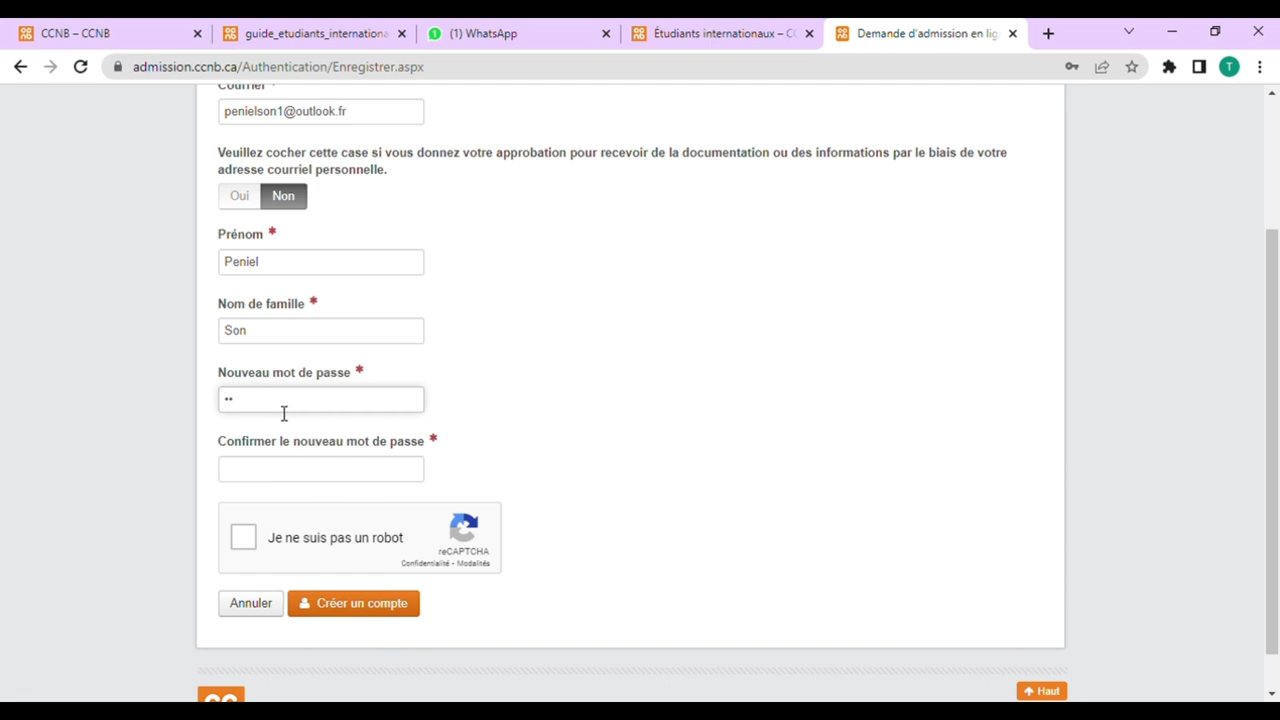 CCNB – CCNB
guide_etudiants_internationa
(1) WhatsApp
Étudiants internationaux – C
Demande d'admission en lig
admission.ccnb.ca/Authentication/Enregistrer.aspx
T
Courrier *
penielson1@outlook.fr
Veuillez cocher cette case si vous donnez votre approbation pour recevoir de la documentation ou des informations par le biais de votre
adresse courriel personnelle.
Oui Non
Prénom *
Peniel
Nom de famille *
Son
Nouveau mot de passe *
••
Confirmer le nouveau mot de passe *
Je ne suis pas un robot
reCAPTCHA
Confidentialité - Modalités
Annuler Créer un compte
Haut